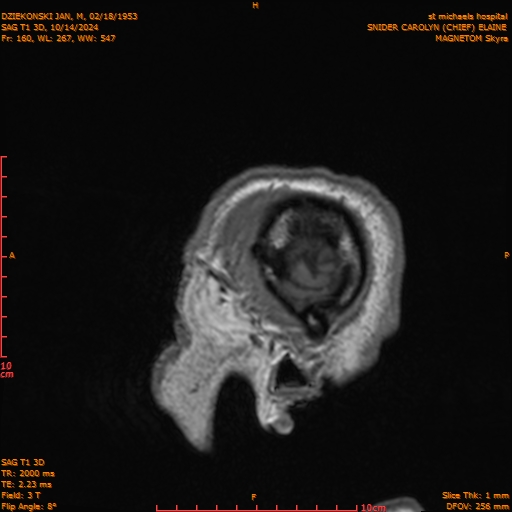 H
DZIEKONSKI JAN, M, 02/18/1953
SAG T1 3D, 10/14/2024
Fr: 160, WL: 267, WW: 547
st michaels hospital
SNIDER CAROLYN (CHIEF) ELAINE
MAGNETOM Skyra
A
P
10
cm
SAG T1 3D
TR: 2000 ms
TE: 2.23 ms
Field: 3 T
Flip Angle: 8°
F
10cm
Slice Thk: 1 mm
DFOV: 256 mm